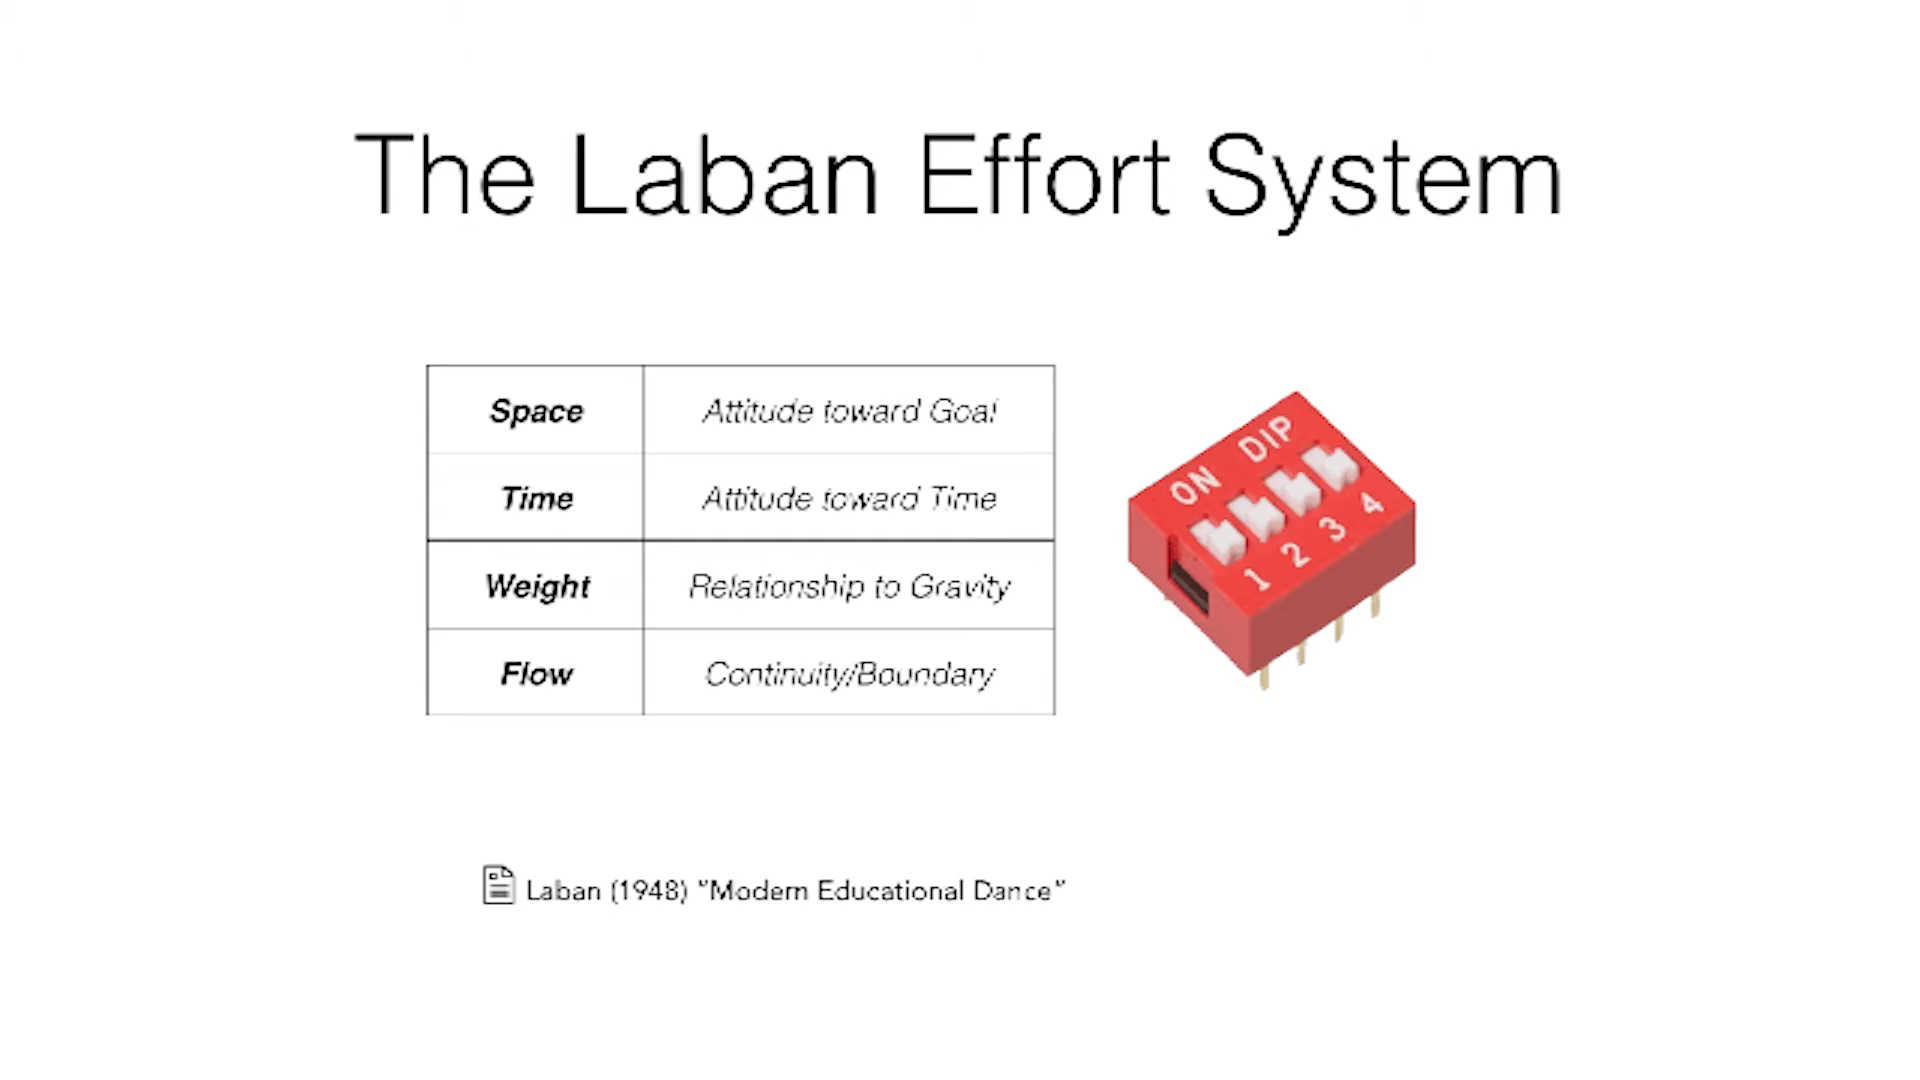 The Laban Effort System
Space Attitude toward Goal
Time Attitude toward Time
Weight Relationship to Gravity
Flow Continuity/Boundary
ON DIP
1 2 3 4
Laban (1948) "Modern Educational Dance"